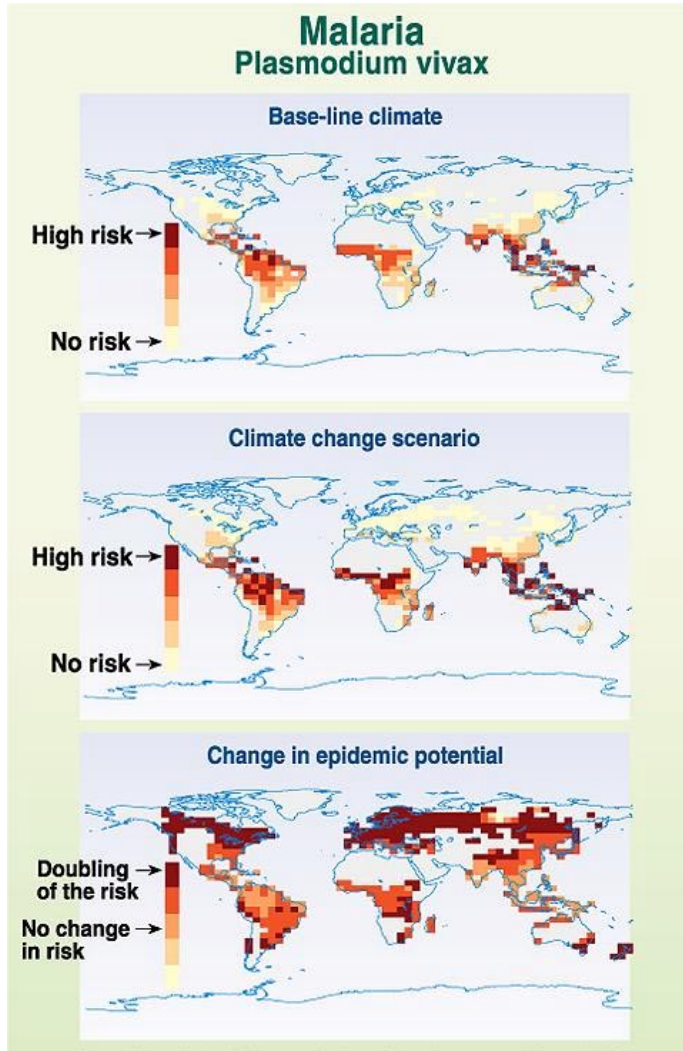 Malaria
Plasmodium vivax
Base-line climate
High risk
No risk
Climate change scenario
High risk
No risk
Change in epidemic potential
Doubling
of the risk
No change
in risk